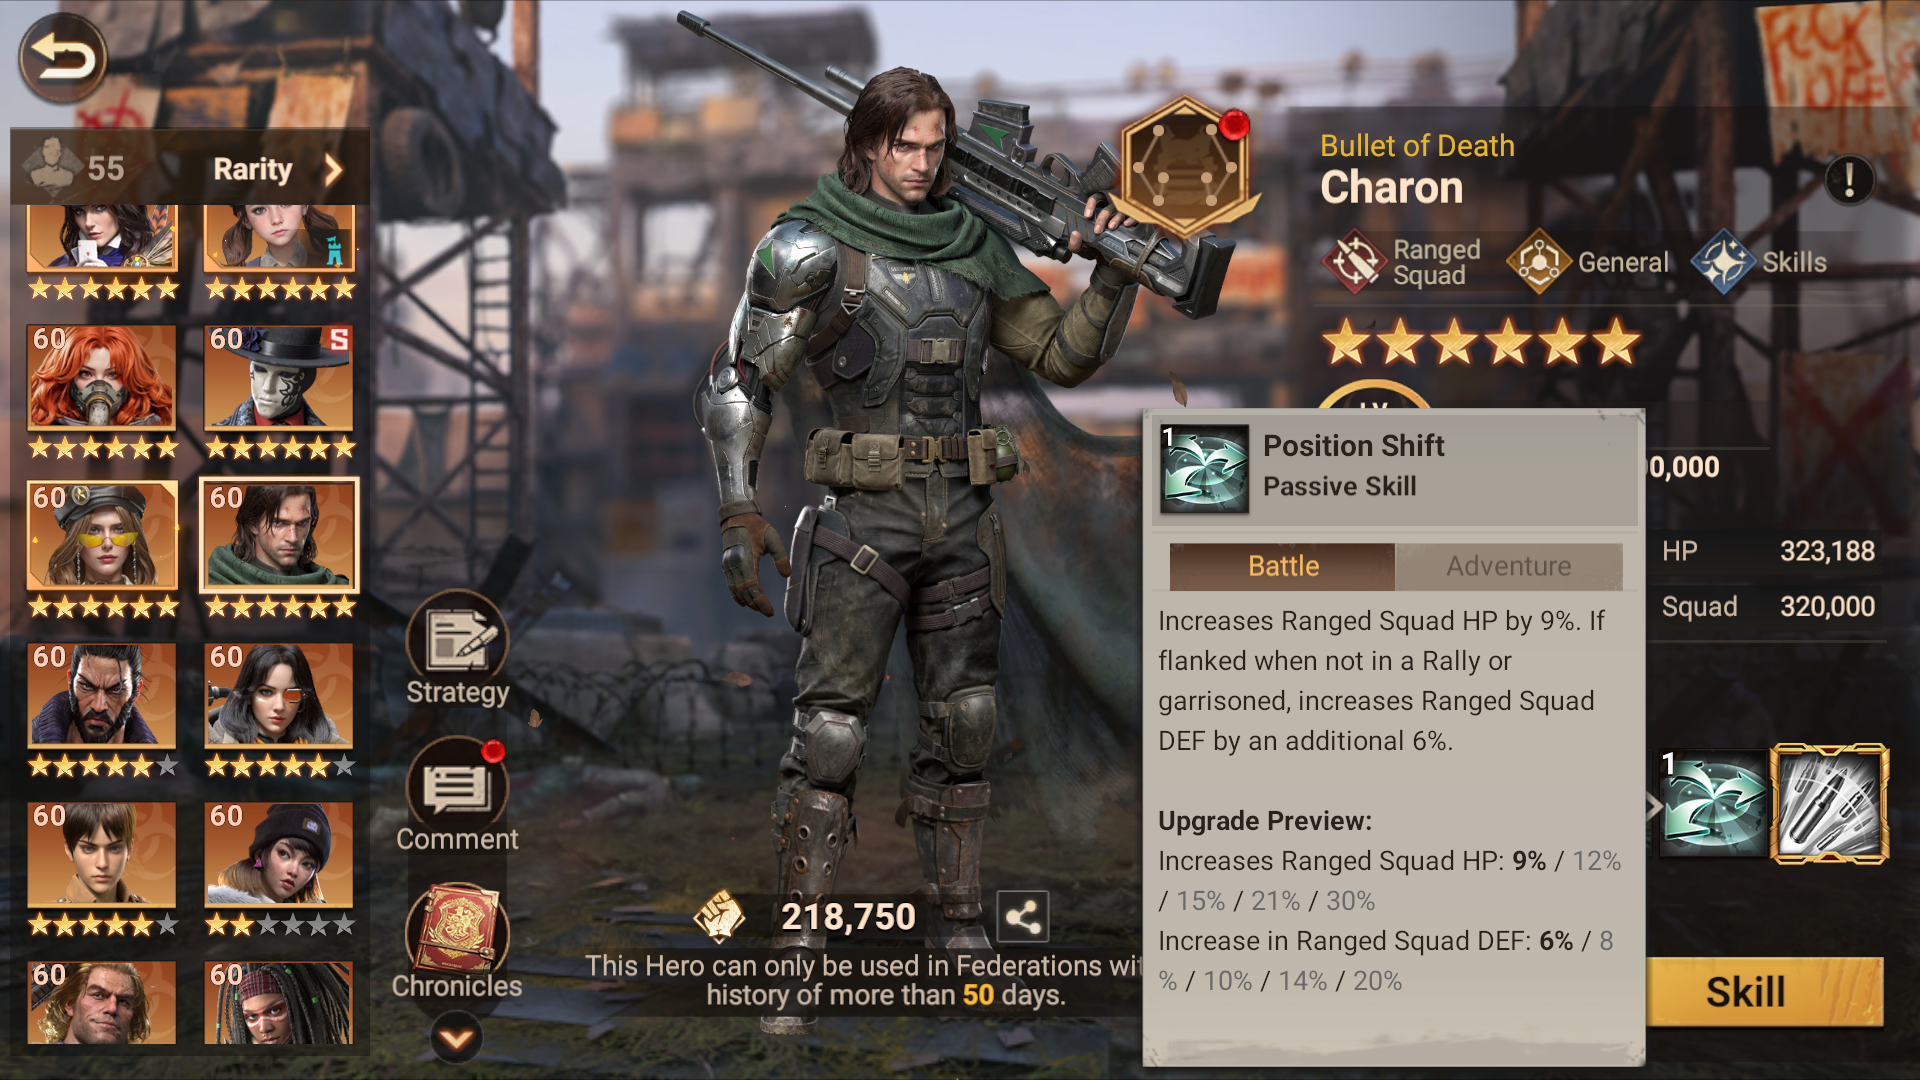 55
Rarity
60
60
S
60
60
60
60
60
60
60
60
Strategy
Comment
Chronicles
218,750
This Hero can only be used in Federations wit
history of more than 50 days.
Bullet of Death
Charon
!
Ranged
Squad
General
Skills
0,000
HP 323,188
Squad 320,000
1
Position Shift
Passive Skill
Battle
Adventure
Increases Ranged Squad HP by 9%. If
flanked when not in a Rally or
garrisoned, increases Ranged Squad
DEF by an additional 6%.
Upgrade Preview:
Increases Ranged Squad HP: 9% / 12%
/ 15% / 21% / 30%
Increase in Ranged Squad DEF: 6% / 8
% / 10% / 14% / 20%
1
Skill